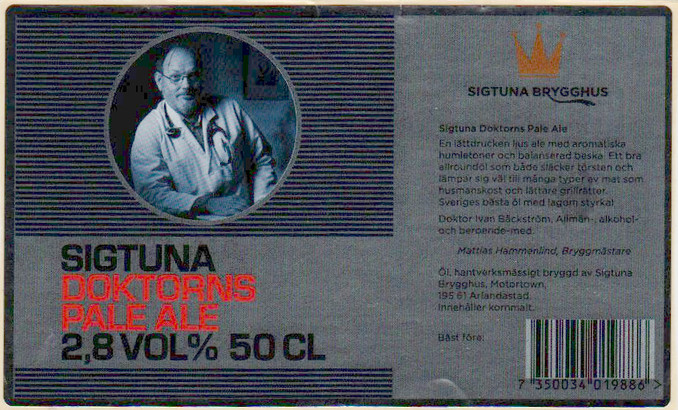 SIGTUNA
DOKTORNS
PALE ALE
2,8 VOL% 50 CL
SIGTUNA BRYGGHUS
Sigtuna Doktorns Pale Ale
En lättdrucken ljus ale med aromatiska
humletoner och balanserad beska. Ett bra
allroundöl som både släcker törsten och
lämpar sig väl till många typer av mat som
husmanskost och lättare grillrätter.
Sveriges bästa öl med lagom styrka!
Doktor Ivan Bäckström, Allmän-, alkohol-
och beroende-med.
Mattias Hammenlind, Bryggmästare
Öl, hantverksmässigt bryggd av Sigtuna
Brygghus, Motortown,
195 61 Arlandastad.
Innehåller kornmalt.
Bäst före:
7 350034 019886 >